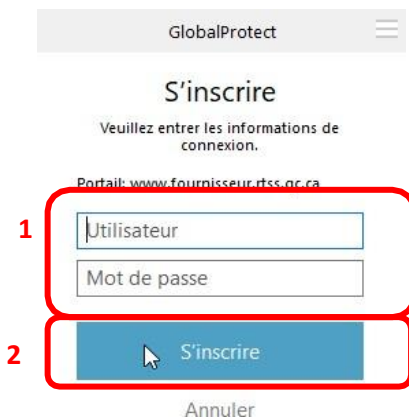 GlobalProtect
S'inscrire
Veuillez entrer les informations de
connexion.
Portail: www.fournisseur.rtss.qc.ca
1
Utilisateur
Mot de passe
2
S'inscrire
Annuler